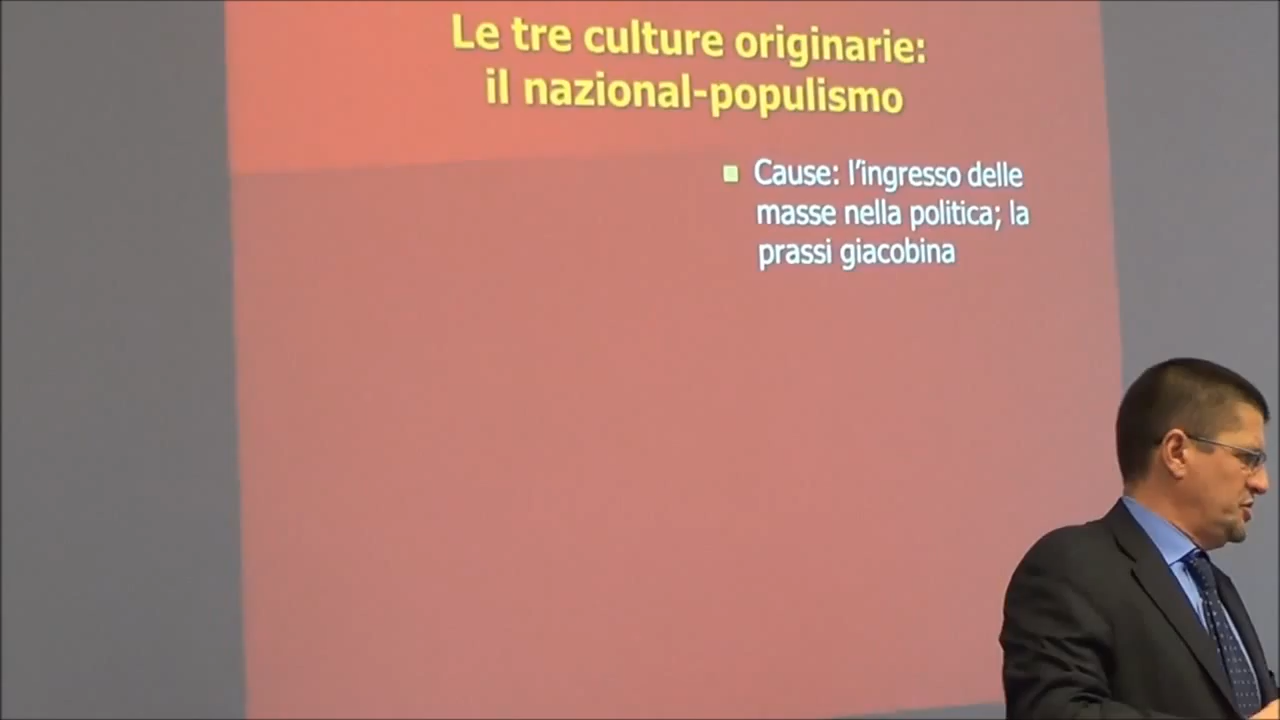 Le tre culture originarie:
il nazional-populismo
Cause: l'ingresso delle
masse nella politica; la
prassi giacobina